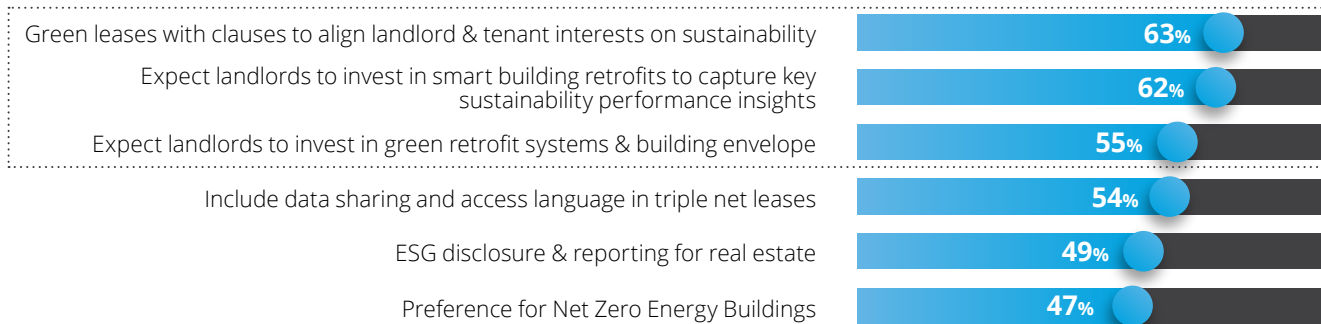 Green leases with clauses to align landlord & tenant interests on sustainability 63%
Expect landlords to invest in smart building retrofits to capture key
sustainability performance insights 62%
Expect landlords to invest in green retrofit systems & building envelope 55%
Include data sharing and access language in triple net leases 54%
ESG disclosure & reporting for real estate 49%
Preference for Net Zero Energy Buildings 47%